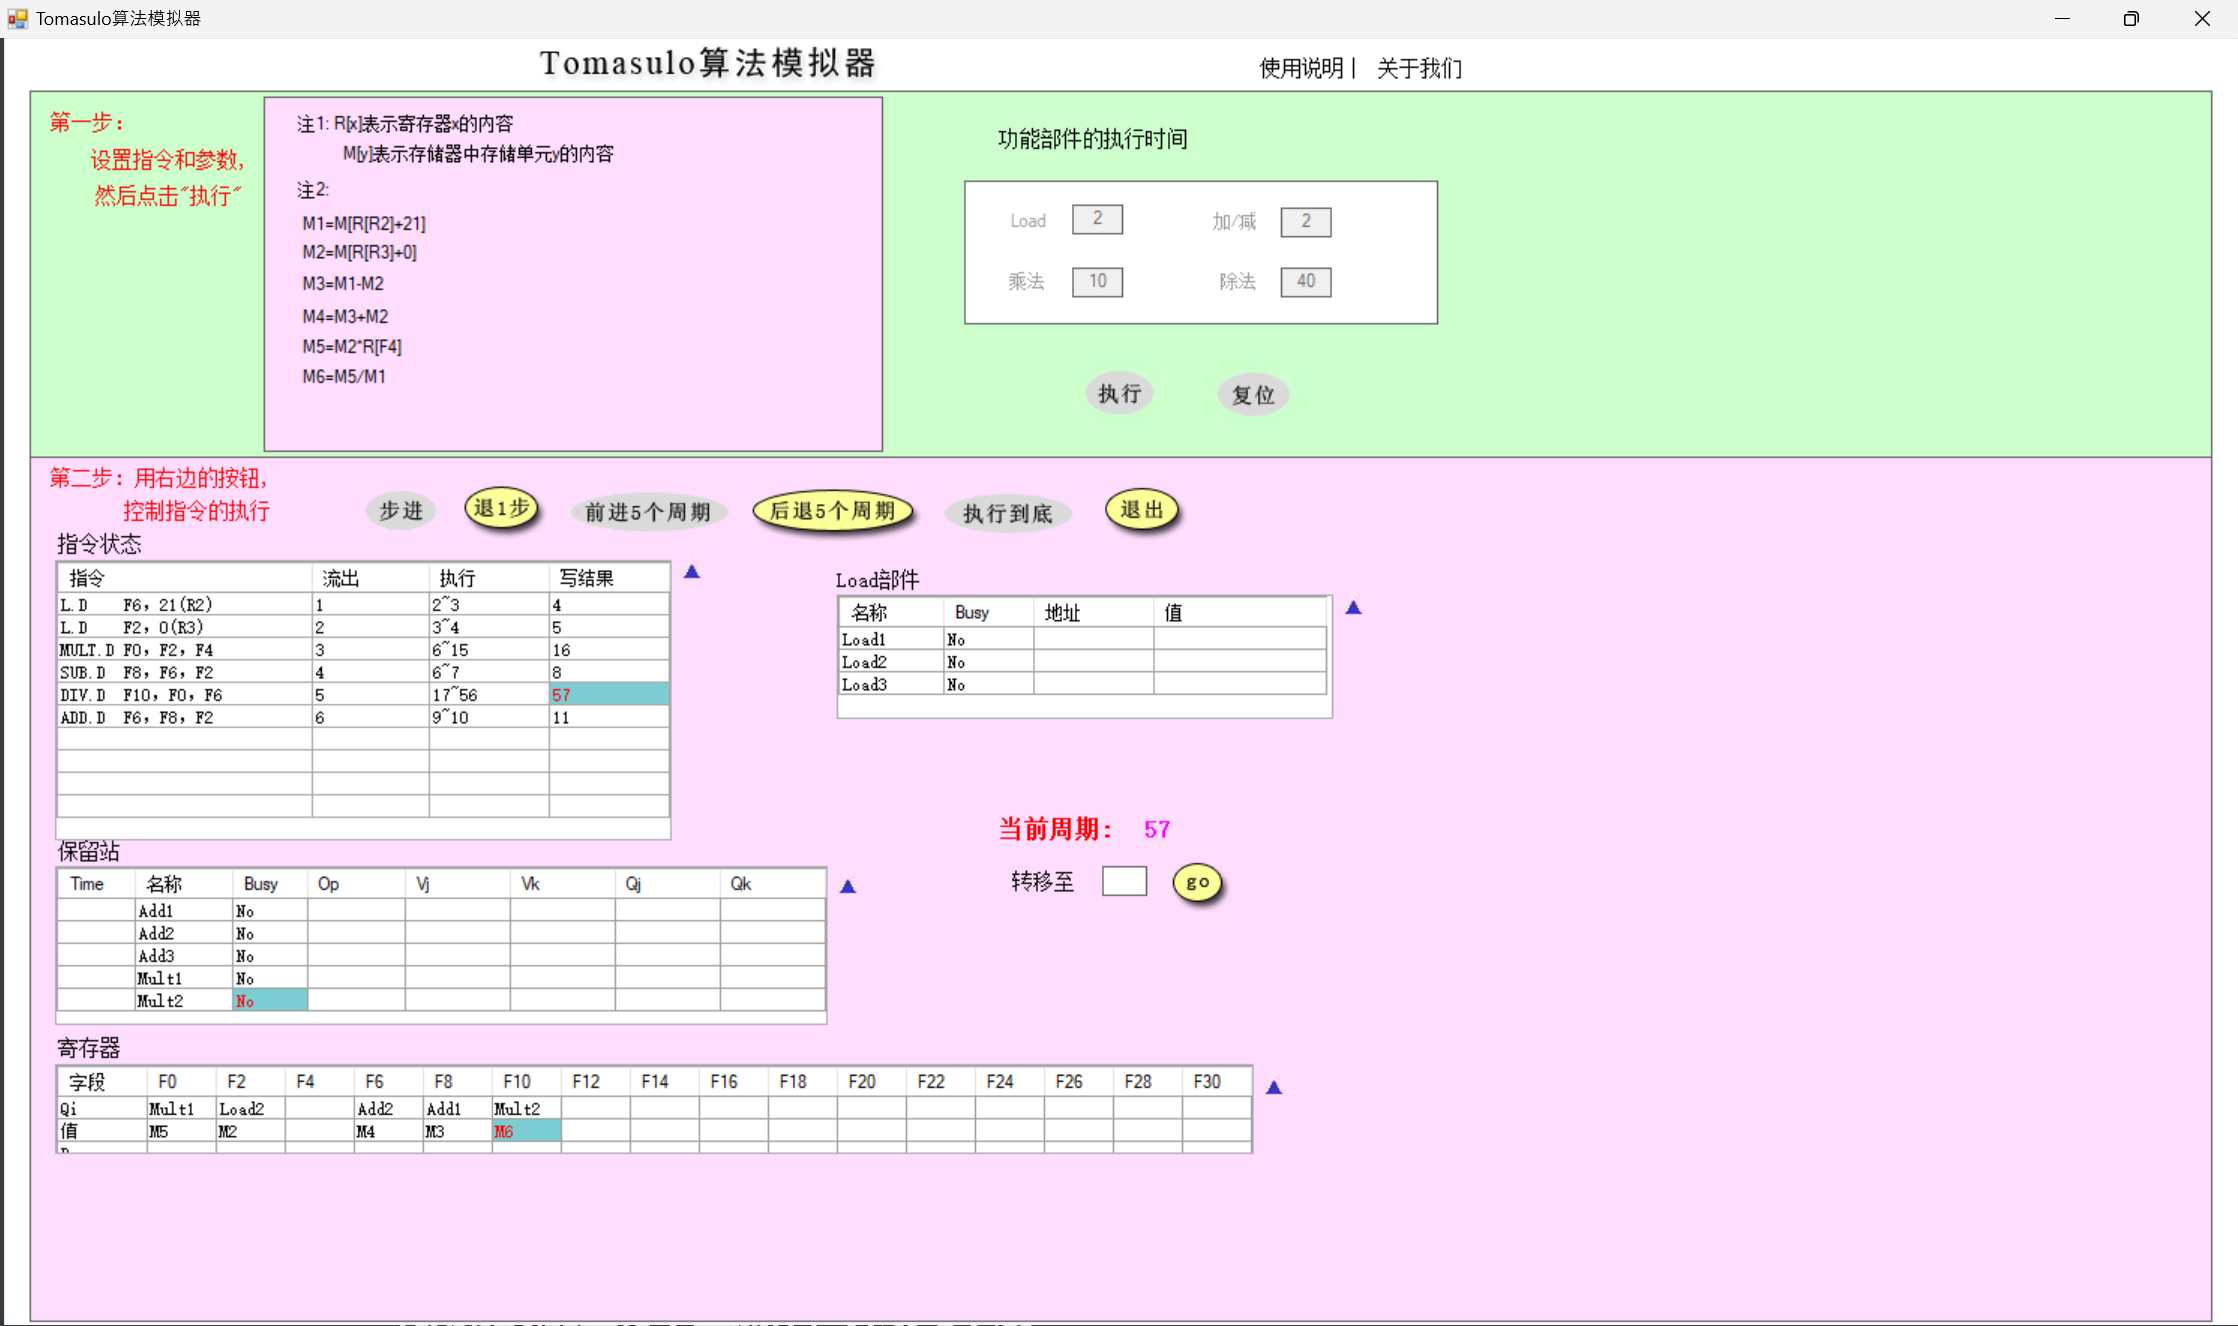 Tomasulo算法模拟器
Tomasulo算法模拟器
使用说明 | 关于我们
第一步：
设置指令和参数，
然后点击"执行"
注1: R[x]表示寄存器x的内容
M[y]表示存储器中存储单元y的内容
注2:
M1=M[R[R2]+21]
M2=M[R[R3]+0]
M3=M1-M2
M4=M3+M2
M5=M2*R[F4]
M6=M5/M1
功能部件的执行时间
Load 2 加/减 2
乘法 10 除法 40
执行 复位
第二步：用右边的按钮，
控制指令的执行
步进 退1步 前进5个周期 后退5个周期 执行到底 退出
指令状态
指令 流出 执行 写结果
L.D F6, 21(R2) 1 2~3 4
L.D F2, 0(R3) 2 3~4 5
MULT.D F0, F2, F4 3 6~15 16
SUB.D F8, F6, F2 4 6~7 8
DIV.D F10, F0, F6 5 17~56 57
ADD.D F6, F8, F2 6 9~10 11
Load部件
名称 Busy 地址 值
Load1 No
Load2 No
Load3 No
当前周期： 57
转移至 go
保留站
Time 名称 Busy Op Vj Vk Qj Qk
Add1 No
Add2 No
Add3 No
Mult1 No
Mult2 No
寄存器
字段 F0 F2 F4 F6 F8 F10 F12 F14 F16 F18 F20 F22 F24 F26 F28 F30
Qi Mult1 Load2 Add2 Add1 Mult2
值 M5 M2 M4 M3 M6